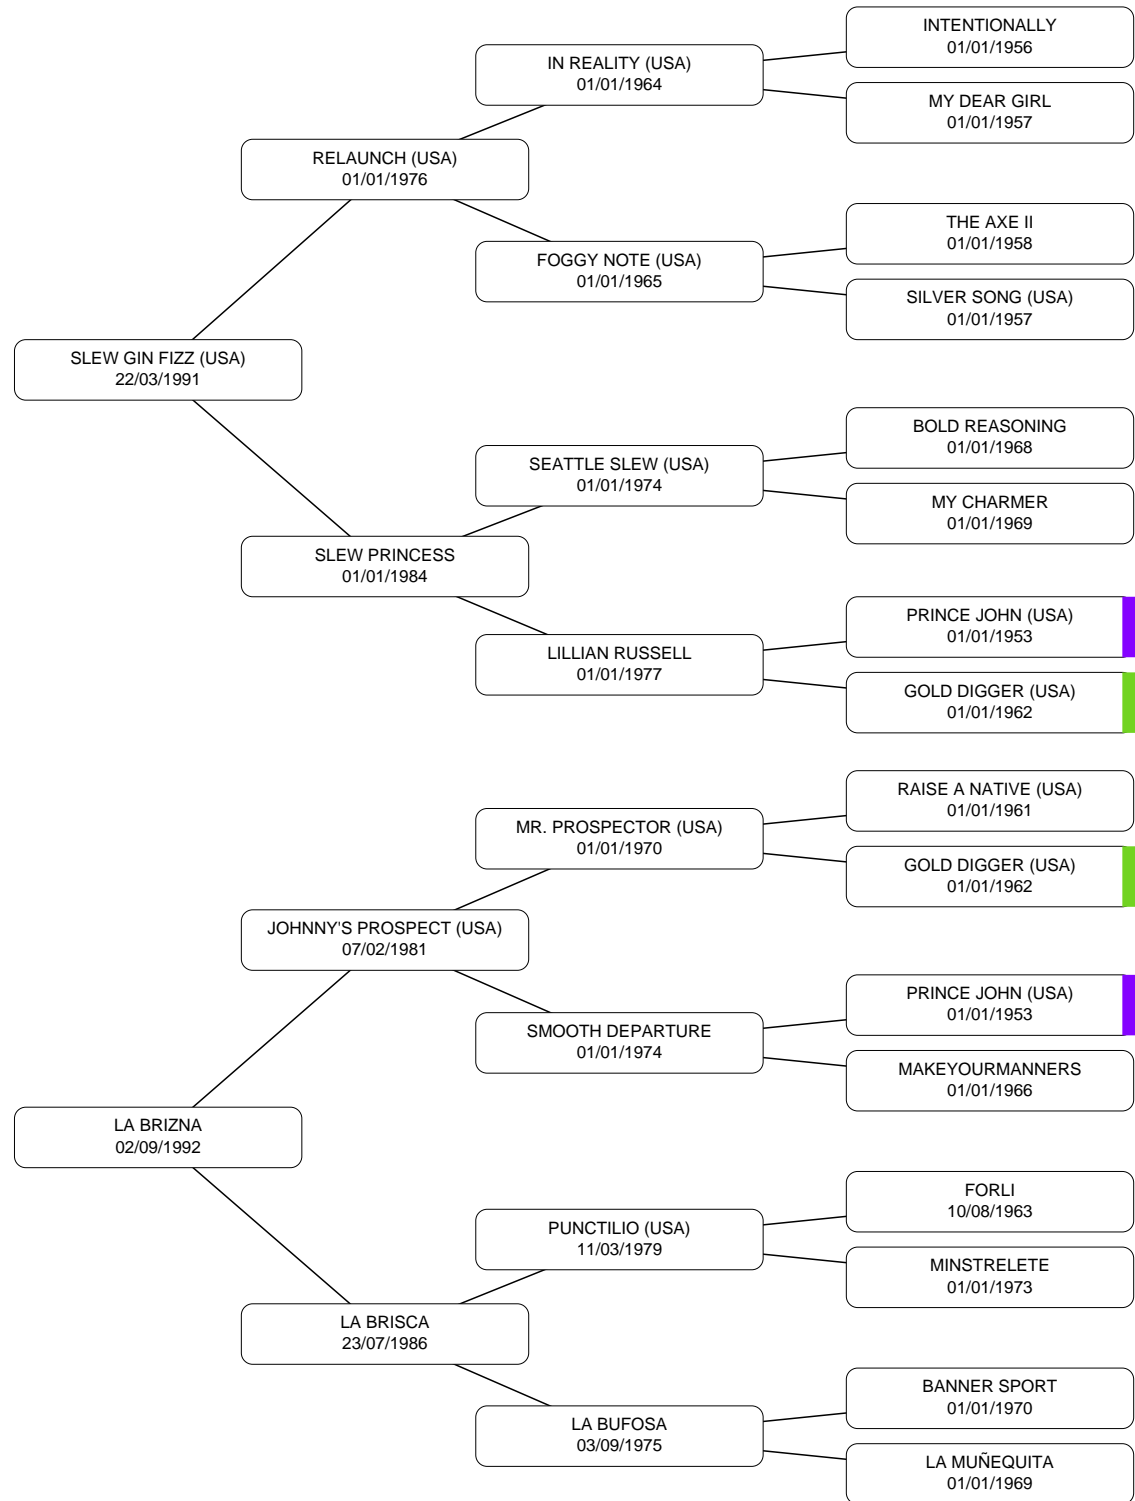 INTENTIONALLY
01/01/1956
IN REALITY (USA)
01/01/1964
MY DEAR GIRL
01/01/1957
RELAUNCH (USA)
01/01/1976
THE AXE II
01/01/1958
FOGGY NOTE (USA)
01/01/1965
SILVER SONG (USA)
01/01/1957
SLEW GIN FIZZ (USA)
22/03/1991
BOLD REASONING
01/01/1968
SEATTLE SLEW (USA)
01/01/1974
MY CHARMER
01/01/1969
SLEW PRINCESS
01/01/1984
PRINCE JOHN (USA)
01/01/1953
LILLIAN RUSSELL
01/01/1977
GOLD DIGGER (USA)
01/01/1962
RAISE A NATIVE (USA)
01/01/1961
MR. PROSPECTOR (USA)
01/01/1970
GOLD DIGGER (USA)
01/01/1962
JOHNNY'S PROSPECT (USA)
07/02/1981
PRINCE JOHN (USA)
01/01/1953
SMOOTH DEPARTURE
01/01/1974
MAKEYOURMANNERS
01/01/1966
LA BRIZNA
02/09/1992
FORLI
10/08/1963
PUNCTILIO (USA)
11/03/1979
MINSTRELETE
01/01/1973
LA BRISCA
23/07/1986
BANNER SPORT
01/01/1970
LA BUFOSA
03/09/1975
LA MUÑEQUITA
01/01/1969